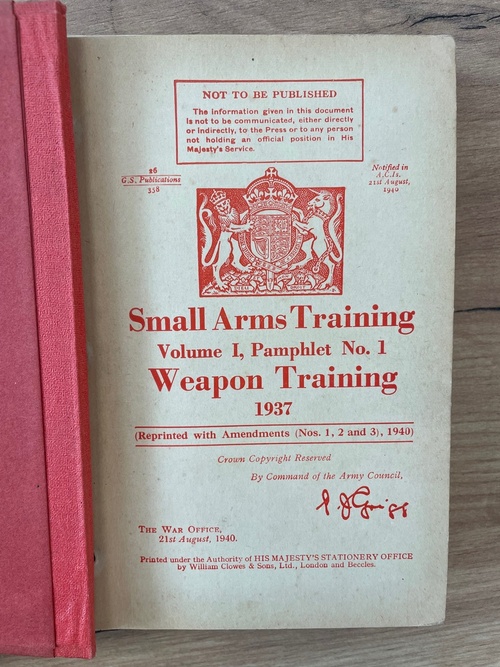 NOT TO BE PUBLISHED
The information given in this document
is not to be communicated, either directly
or indirectly, to the Press or to any person
not holding an official position in His
Majesty's Service.
26
G.S. Publications
338
Notified in
A.C.Is.
21st August,
1940
Small Arms Training
Volume I, Pamphlet No. 1
Weapon Training
1937
(Reprinted with Amendments (Nos. 1, 2 and 3), 1940)
Crown Copyright Reserved
By Command of the Army Council,
The War Office,
21st August, 1940.
Printed under the Authority of HIS MAJESTY'S STATIONERY OFFICE
by William Clowes & Sons, Ltd., London and Beccles.